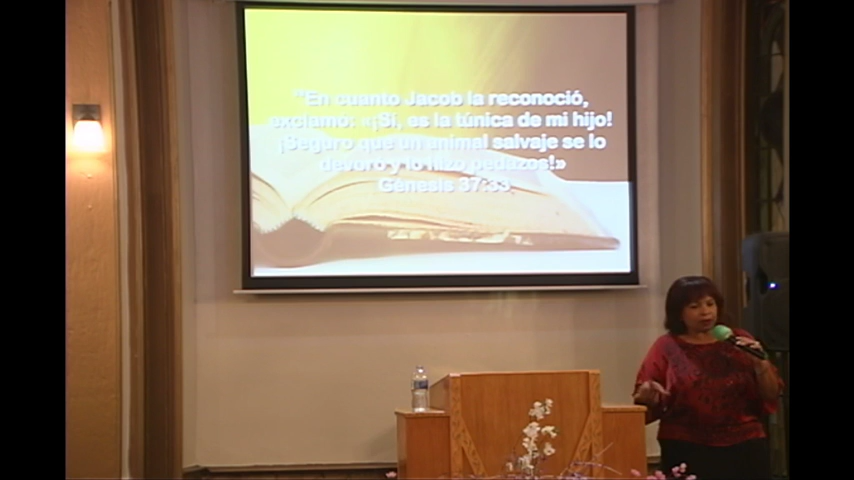 "En cuanto Jacob la reconoció,
exclamó: «¡Sí, es la túnica de mi hijo!
¡Seguro que un animal salvaje se lo
devoró y lo hizo pedazos!»
Génesis 37:33